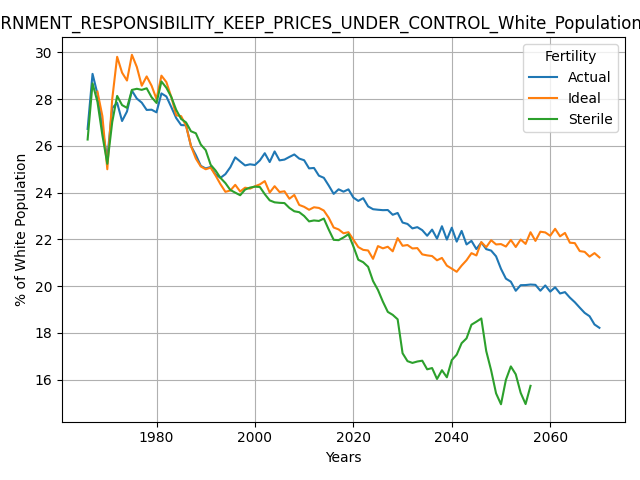 RNMENT_RESPONSIBILITY_KEEP_PRICES_UNDER_CONTROL_White_Population
30
28
26
24
22
20
18
16
% of White Population
Fertility
Actual
Ideal
Sterile
1980
2000
2020
2040
2060
Years